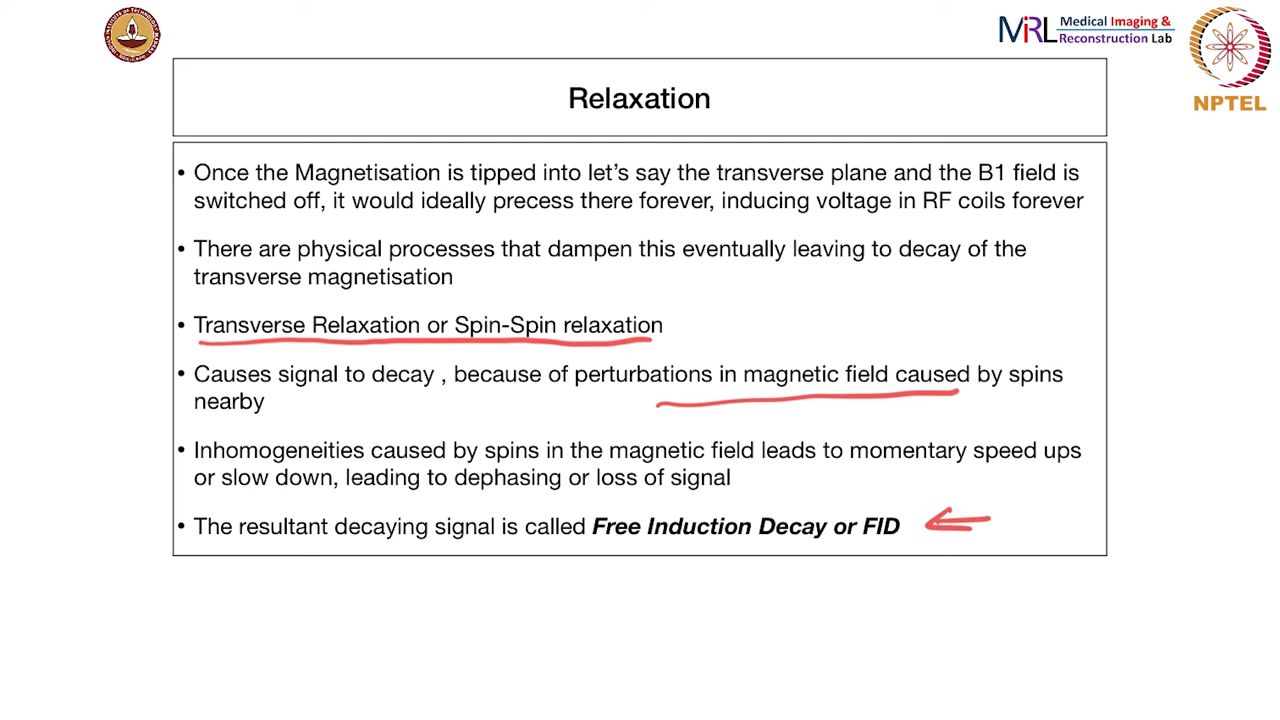 MIRL Medical Imaging &
Reconstruction Lab
NPTEL
Relaxation
• Once the Magnetisation is tipped into let’s say the transverse plane and the B1 field is
switched off, it would ideally precess there forever, inducing voltage in RF coils forever
• There are physical processes that dampen this eventually leaving to decay of the
transverse magnetisation
• Transverse Relaxation or Spin-Spin relaxation
• Causes signal to decay , because of perturbations in magnetic field caused by spins
nearby
• Inhomogeneities caused by spins in the magnetic field leads to momentary speed ups
or slow down, leading to dephasing or loss of signal
• The resultant decaying signal is called Free Induction Decay or FID